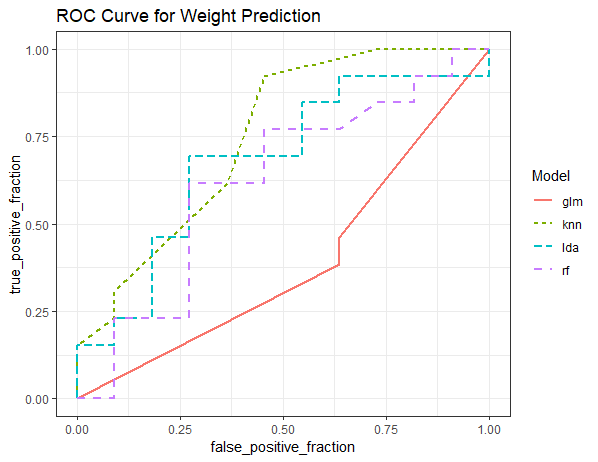 ROC Curve for Weight Prediction
true_positive_fraction
1.00
0.75
0.50
0.25
0.00
0.00 0.25 0.50 0.75 1.00
false_positive_fraction
Model
glm
knn
lda
rf